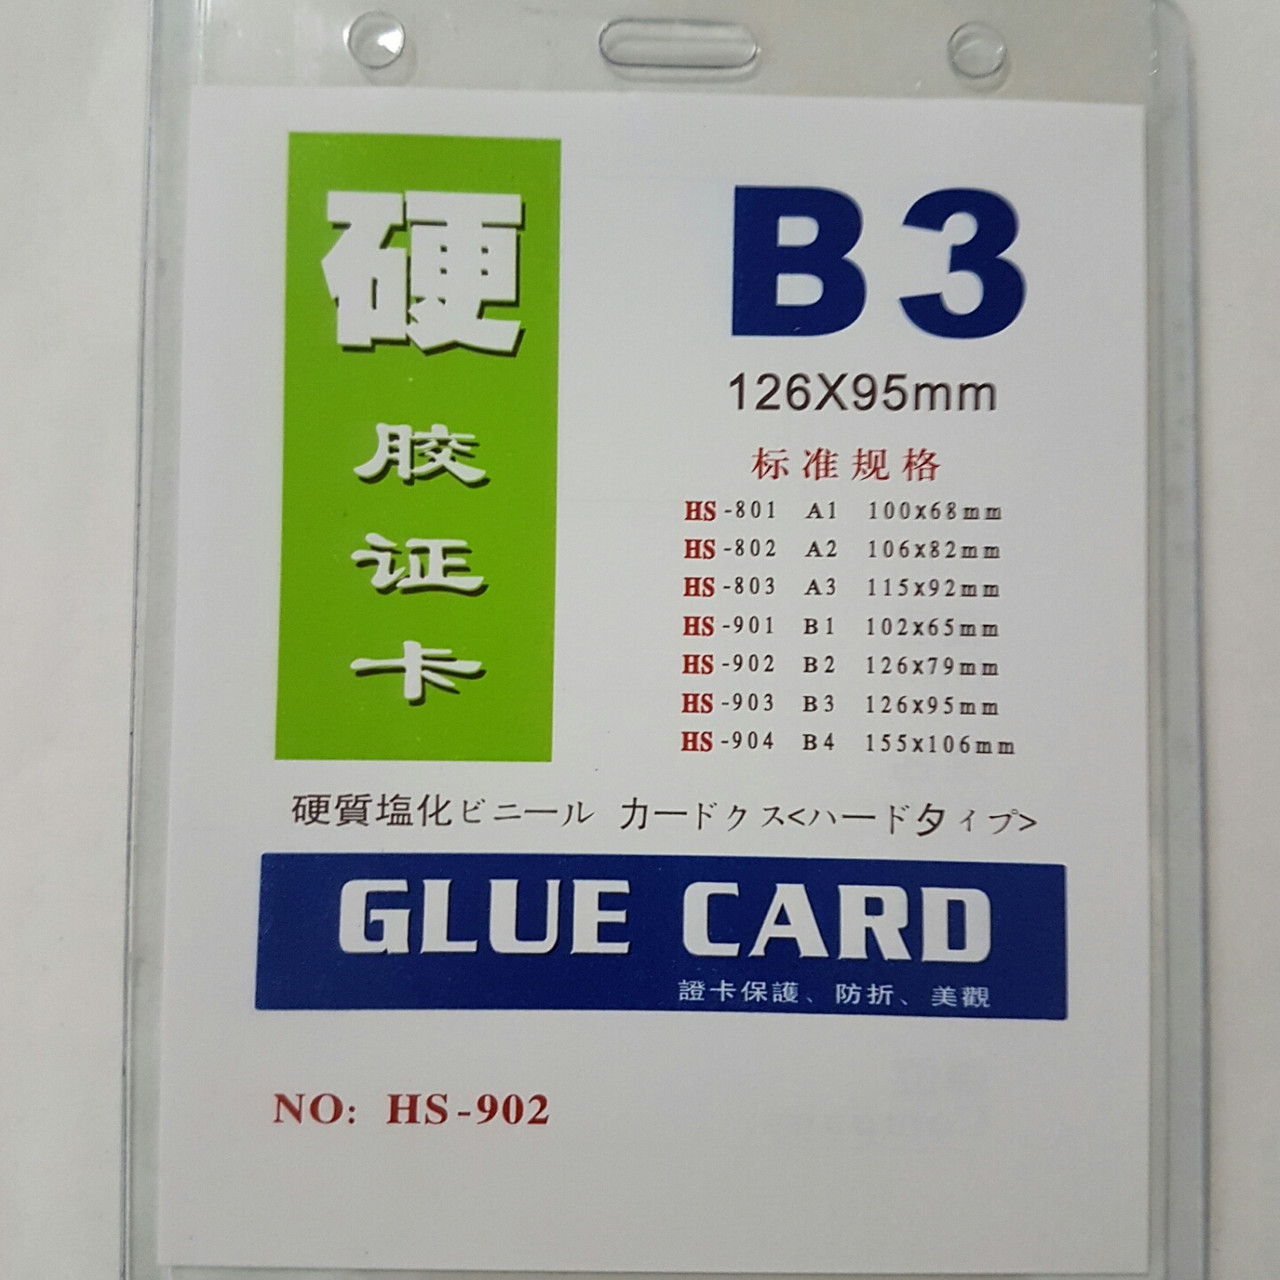 硬胶证卡
B3
126X95mm
标准规格
HS-801 A1 100x68mm
HS-802 A2 106x82mm
HS-803 A3 115x92mm
HS-901 B1 102x65mm
HS-902 B2 126x79mm
HS-903 B3 126x95mm
HS-904 B4 155x106mm
硬質塩化ビニール カードクス<ハードタイプ>
GLUE CARD
證卡保護、防折、美觀
NO: HS-902